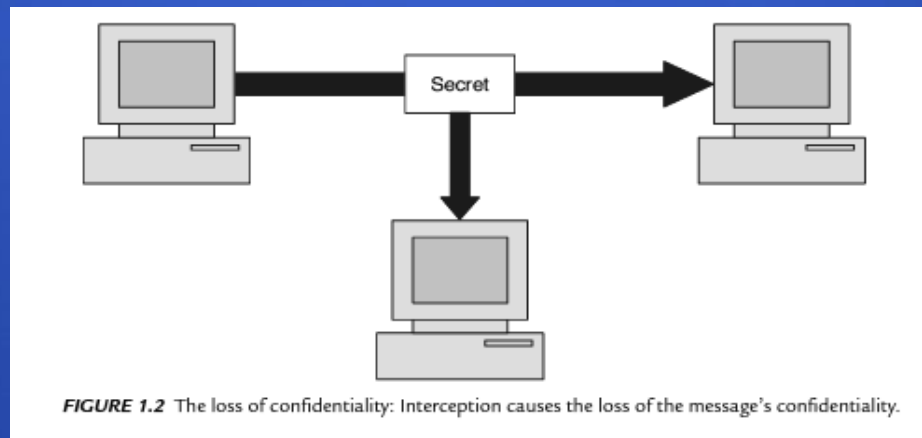 Secret
FIGURE 1.2 The loss of confidentiality: Interception causes the loss of the message's confidentiality.